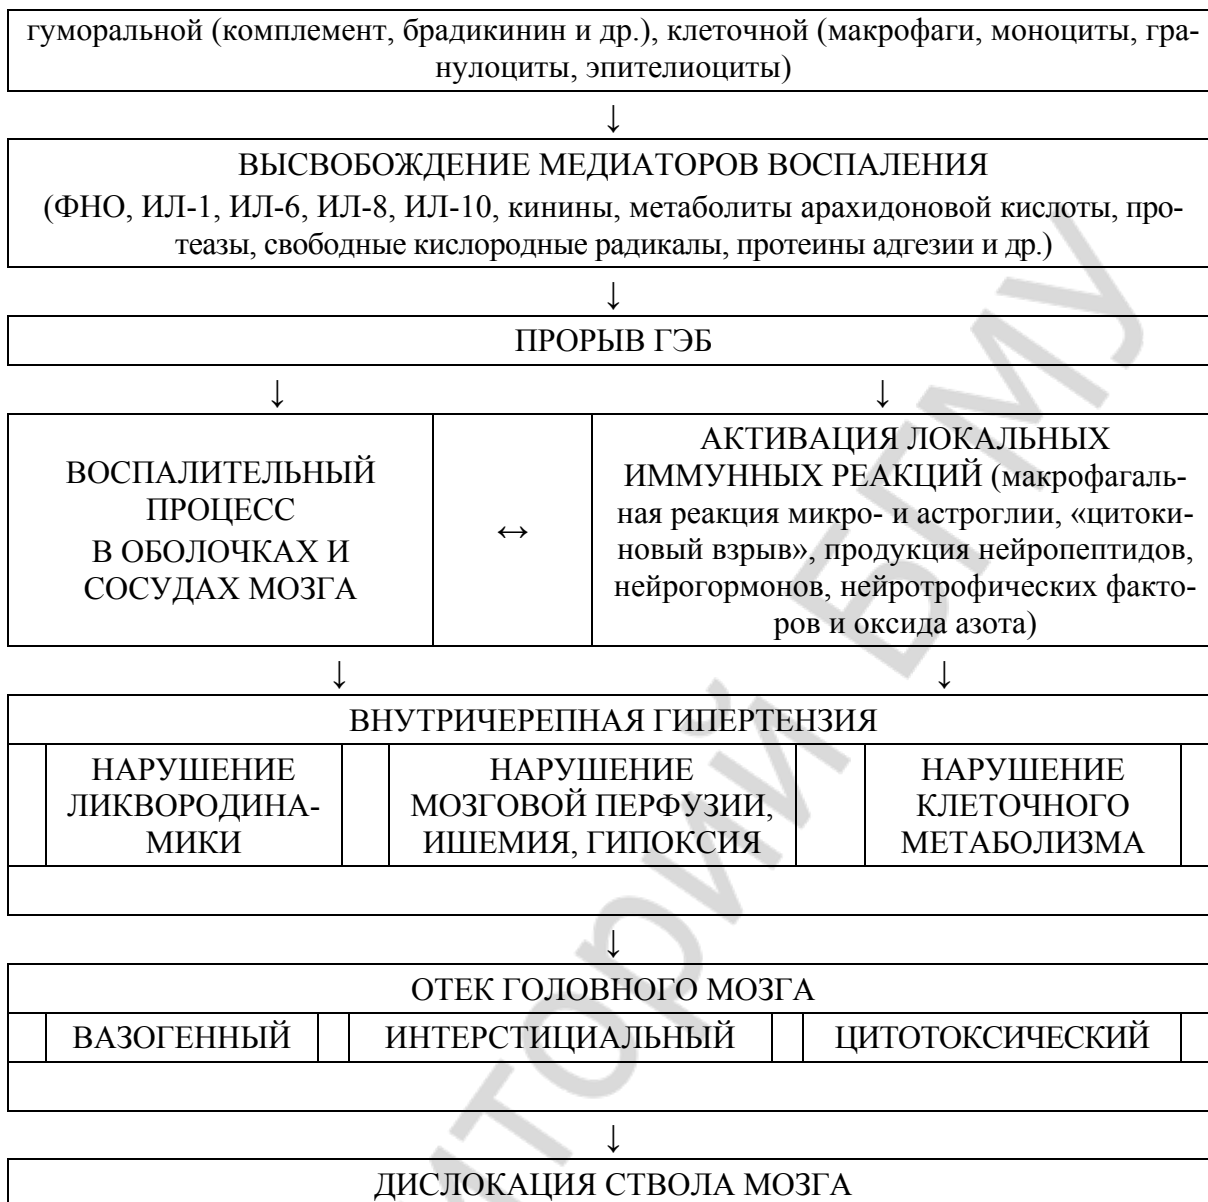 гуморальной (комплемент, брадикинин и др.), клеточной (макрофаги, моноциты, гра-
нулоциты, эпителиоциты)
↓
ВЫСВОБОЖДЕНИЕ МЕДИАТОРОВ ВОСПАЛЕНИЯ
(ФНО, ИЛ-1, ИЛ-6, ИЛ-8, ИЛ-10, кинины, метаболиты арахидоновой кислоты, про-
теазы, свободные кислородные радикалы, протеины адгезии и др.)
↓
ПРОРЫВ ГЭБ
↓ ↓
ВОСПАЛИТЕЛЬНЫЙ
ПРОЦЕСС
В ОБОЛОЧКАХ И
СОСУДАХ МОЗГА
↔
АКТИВАЦИЯ ЛОКАЛЬНЫХ
ИММУННЫХ РЕАКЦИЙ (макрофагаль-
ная реакция микро- и астроглии, «цитоки-
новый взрыв», продукция нейропептидов,
нейрогормонов, нейротрофических факто-
ров и оксида азота)
↓ ↓
ВНУТРИЧЕРЕПНАЯ ГИПЕРТЕНЗИЯ
НАРУШЕНИЕ
ЛИКВОРОДИНА-
МИКИ
НАРУШЕНИЕ
МОЗГОВОЙ ПЕРФУЗИИ,
ИШЕМИЯ, ГИПОКСИЯ
НАРУШЕНИЕ
КЛЕТОЧНОГО
МЕТАБОЛИЗМА
↓
ОТЕК ГОЛОВНОГО МОЗГА
ВАЗОГЕННЫЙ ИНТЕРСТИЦИАЛЬНЫЙ ЦИТОТОКСИЧЕСКИЙ
↓
ДИСЛОКАЦИЯ СТВОЛА МОЗГА
торий БГМУ